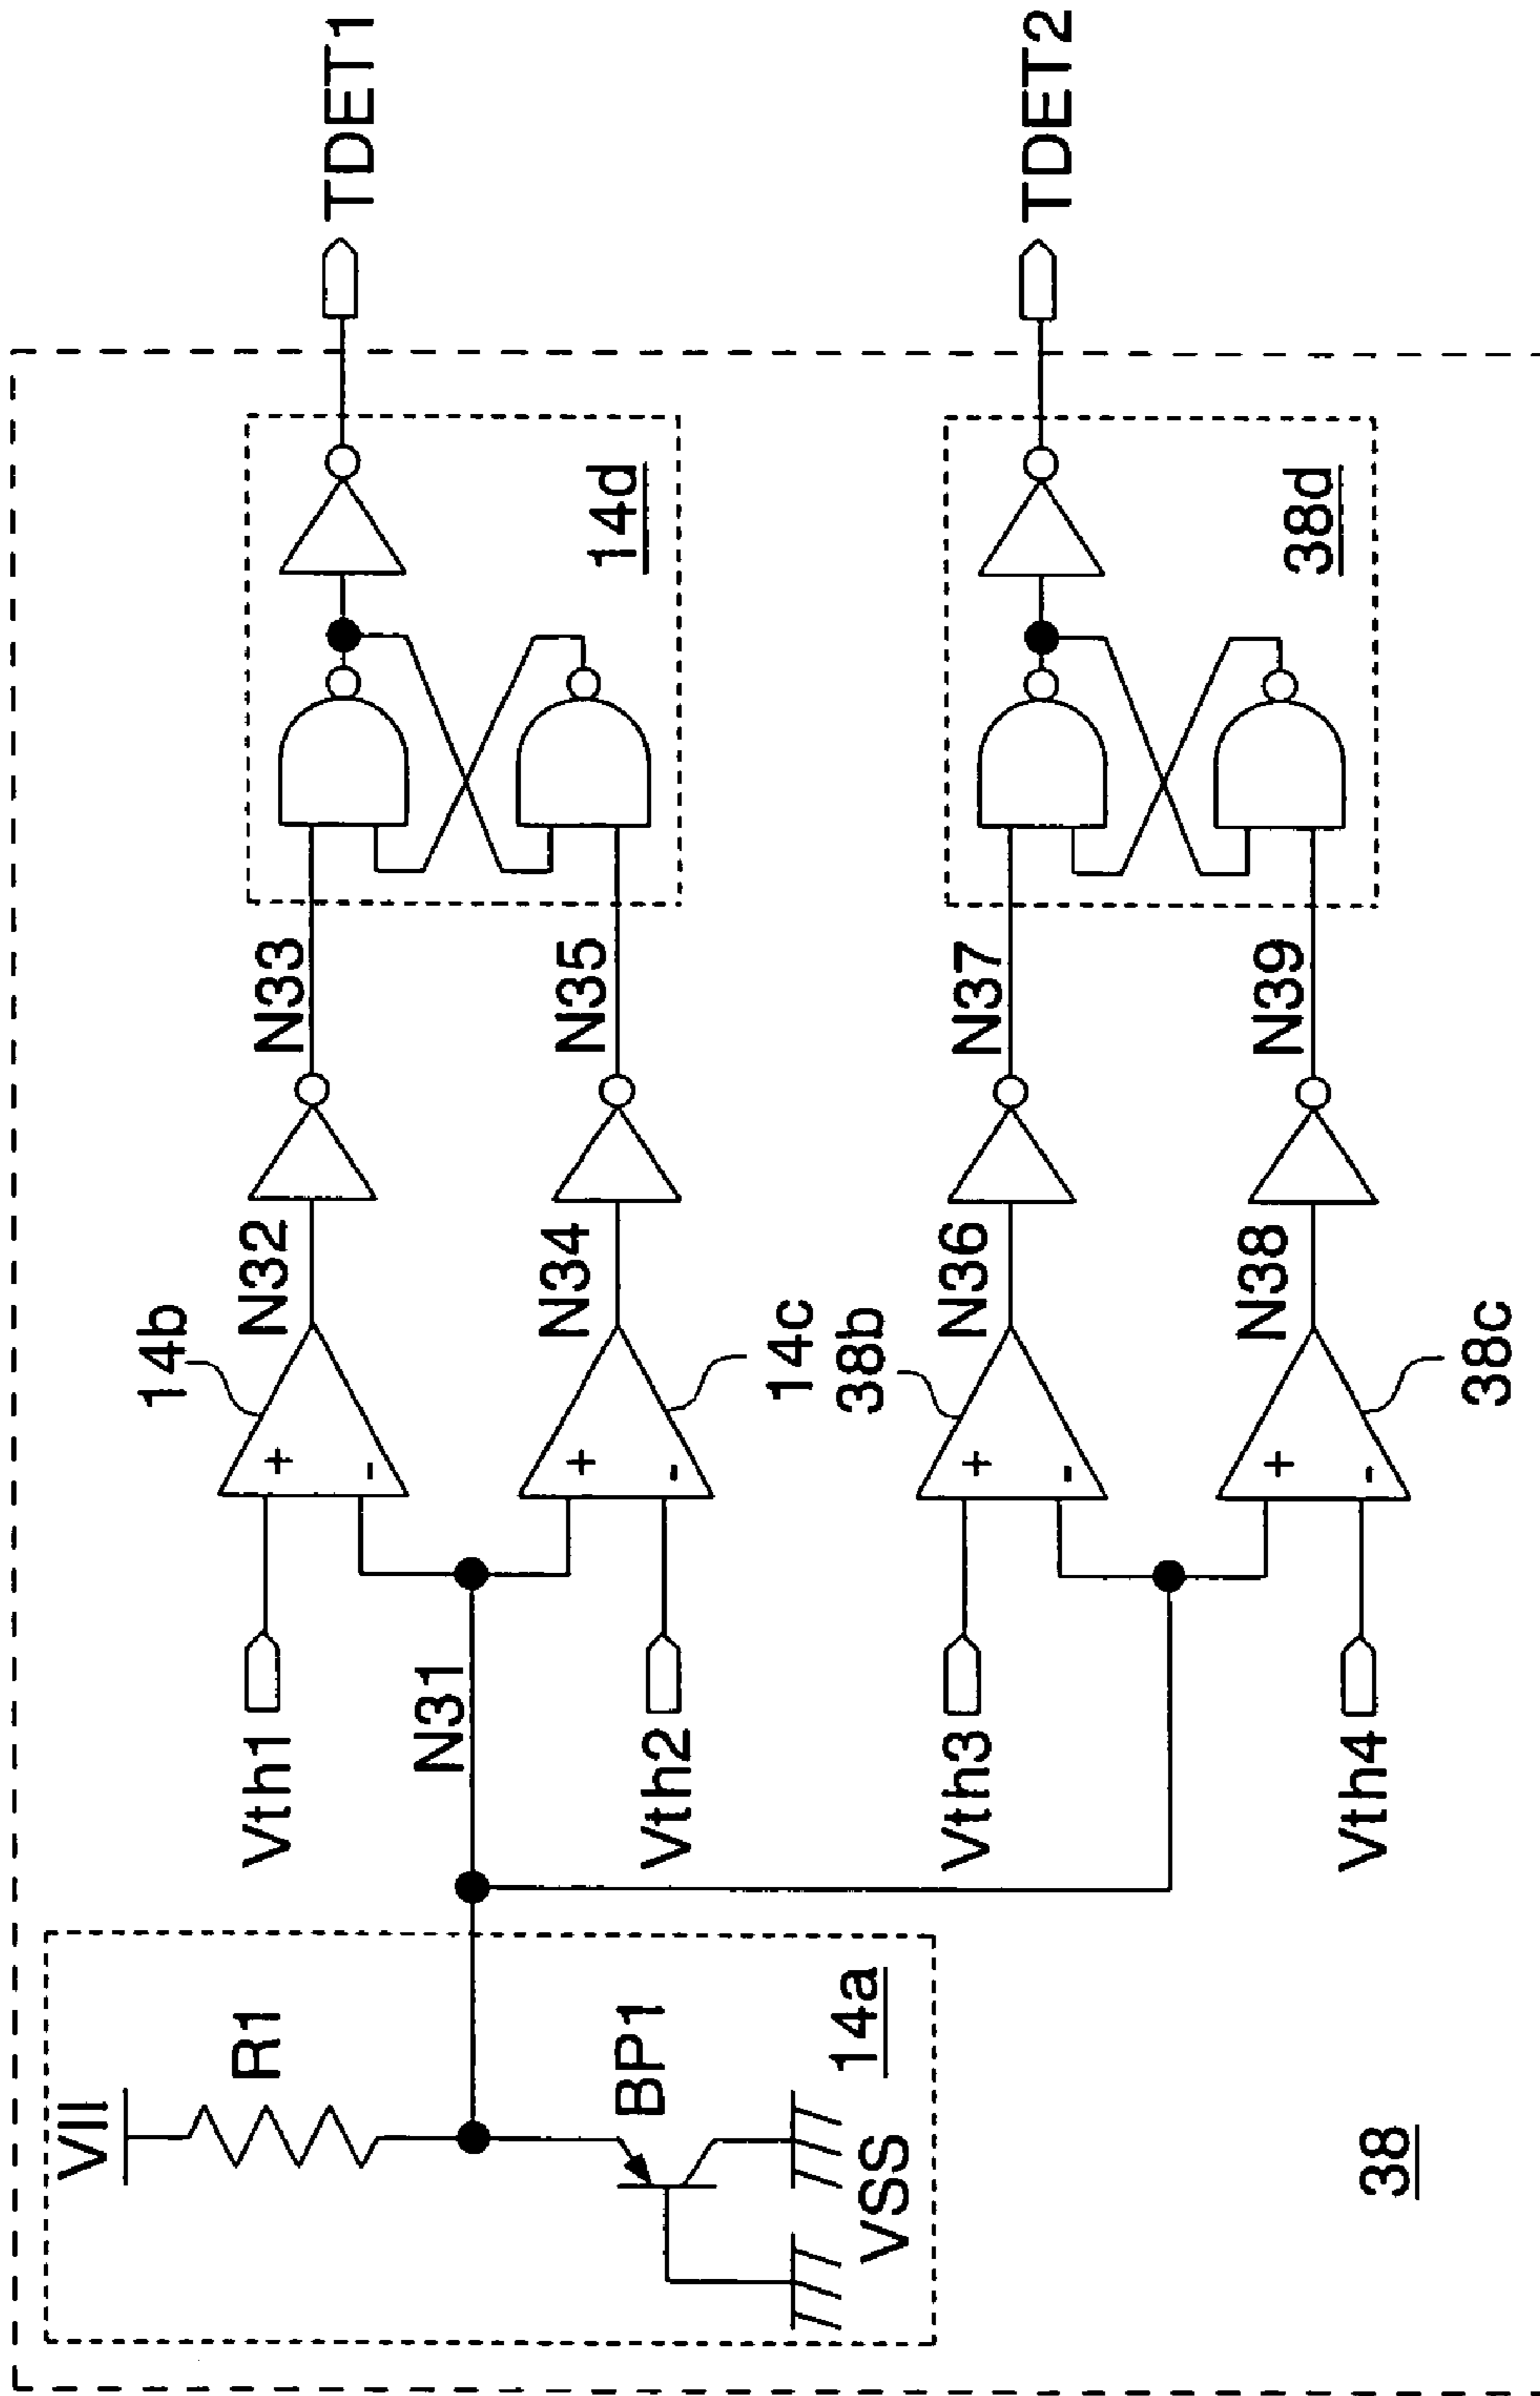 VII
R1
BP1
VSS
14a
38
N31
Vth1
Vth2
Vth3
Vth4
14b
+
-
14c
+
-
38b
+
-
38c
+
-
N32
N33
N34
N35
N36
N37
N38
N39
14d
38d
TDET1
TDET2